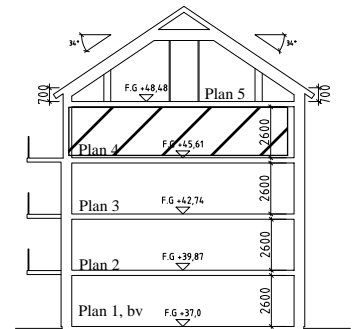 34° 34°
700 F.G +48,48 Plan 5 700
2600
Plan 4 F.G +45,61
2600
Plan 3 F.G +42,74
2600
Plan 2 F.G +39,87
2600
Plan 1, bv F.G +37,0